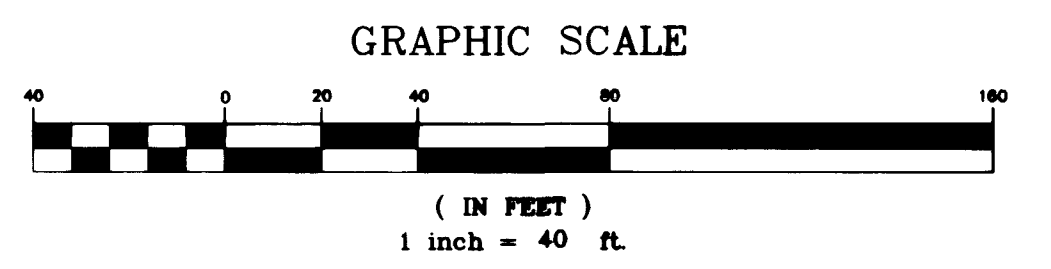 GRAPHIC SCALE
40 0 20 40 80 160
( IN FEET )
1 inch = 40 ft.